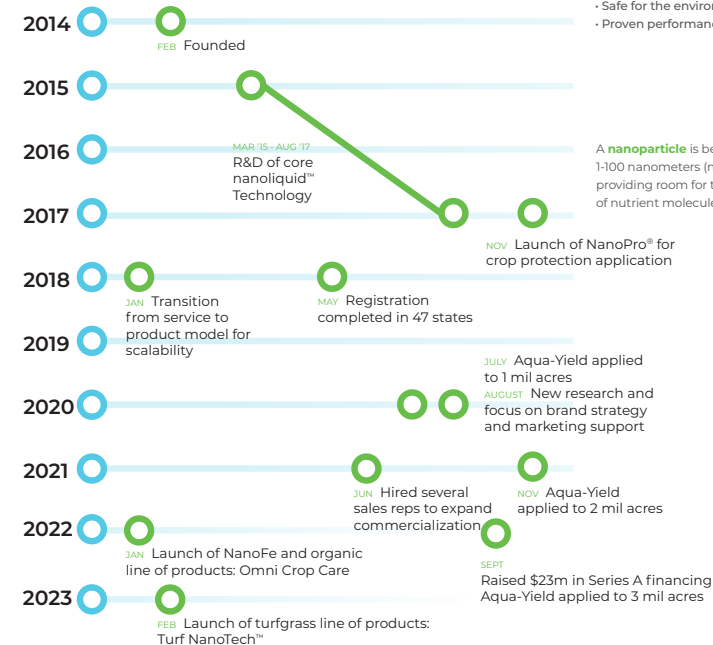 2014
FEB Founded
• Safe for the
• Proven
2015
2016
MAR '15 - AUG '17
R&D of core
nanoliquid™
Technology
A nanoparticle is
1-100 nanometers
providing room for
of nutrient
2017
NOV Launch of NanoPro® for
crop protection application
2018
JAN Transition
from service to
product model for
scalability
MAY Registration
completed in 47 states
2019
JULY Aqua-Yield applied
to 1 mil acres
AUGUST New research and
focus on brand strategy
and marketing support
2020
2021
JUN Hired several
sales reps to expand
commercialization
NOV Aqua-Yield
applied to 2 mil acres
2022
JAN Launch of NanoFe and organic
line of products: Omni Crop Care
SEPT
Raised $23m in Series A financing
Aqua-Yield applied to 3 mil acres
2023
FEB Launch of turfgrass line of products:
Turf NanoTech™